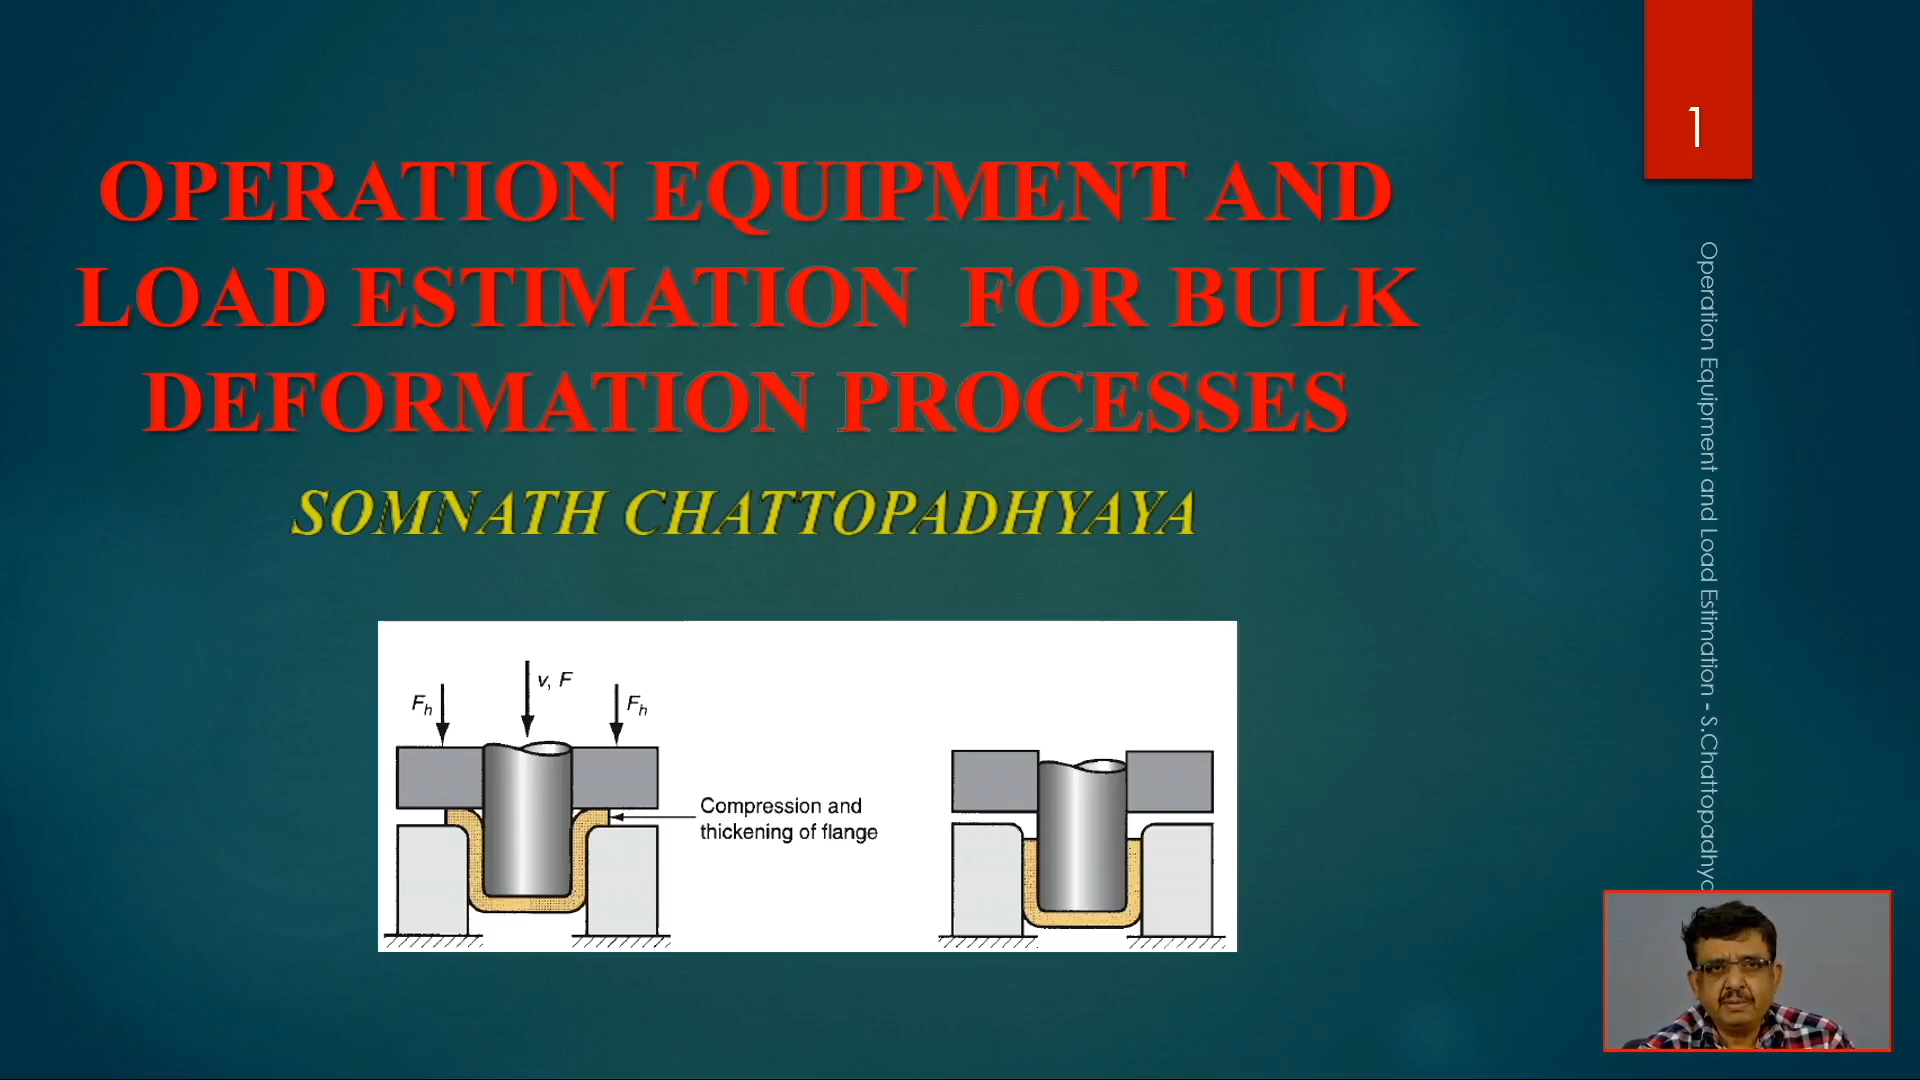 1
OPERATION EQUIPMENT AND
LOAD ESTIMATION FOR BULK
DEFORMATION PROCESSES
SOMNATH CHATTOPADHYAYA
Fh
v, F
Fh
Compression and
thickening of flange
Operation Equipment and Load Estimation - S.Chattopadhya